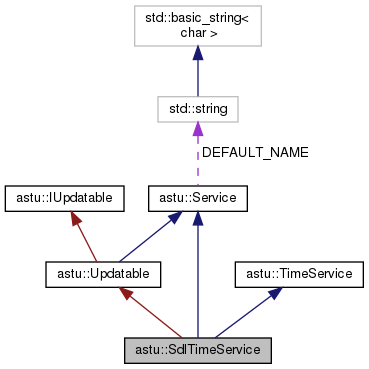 std::basic_string<
char >
std::string
DEFAULT_NAME
astu::IUpdatable
astu::Service
astu::Updatable
astu::TimeService
astu::SdlTimeService